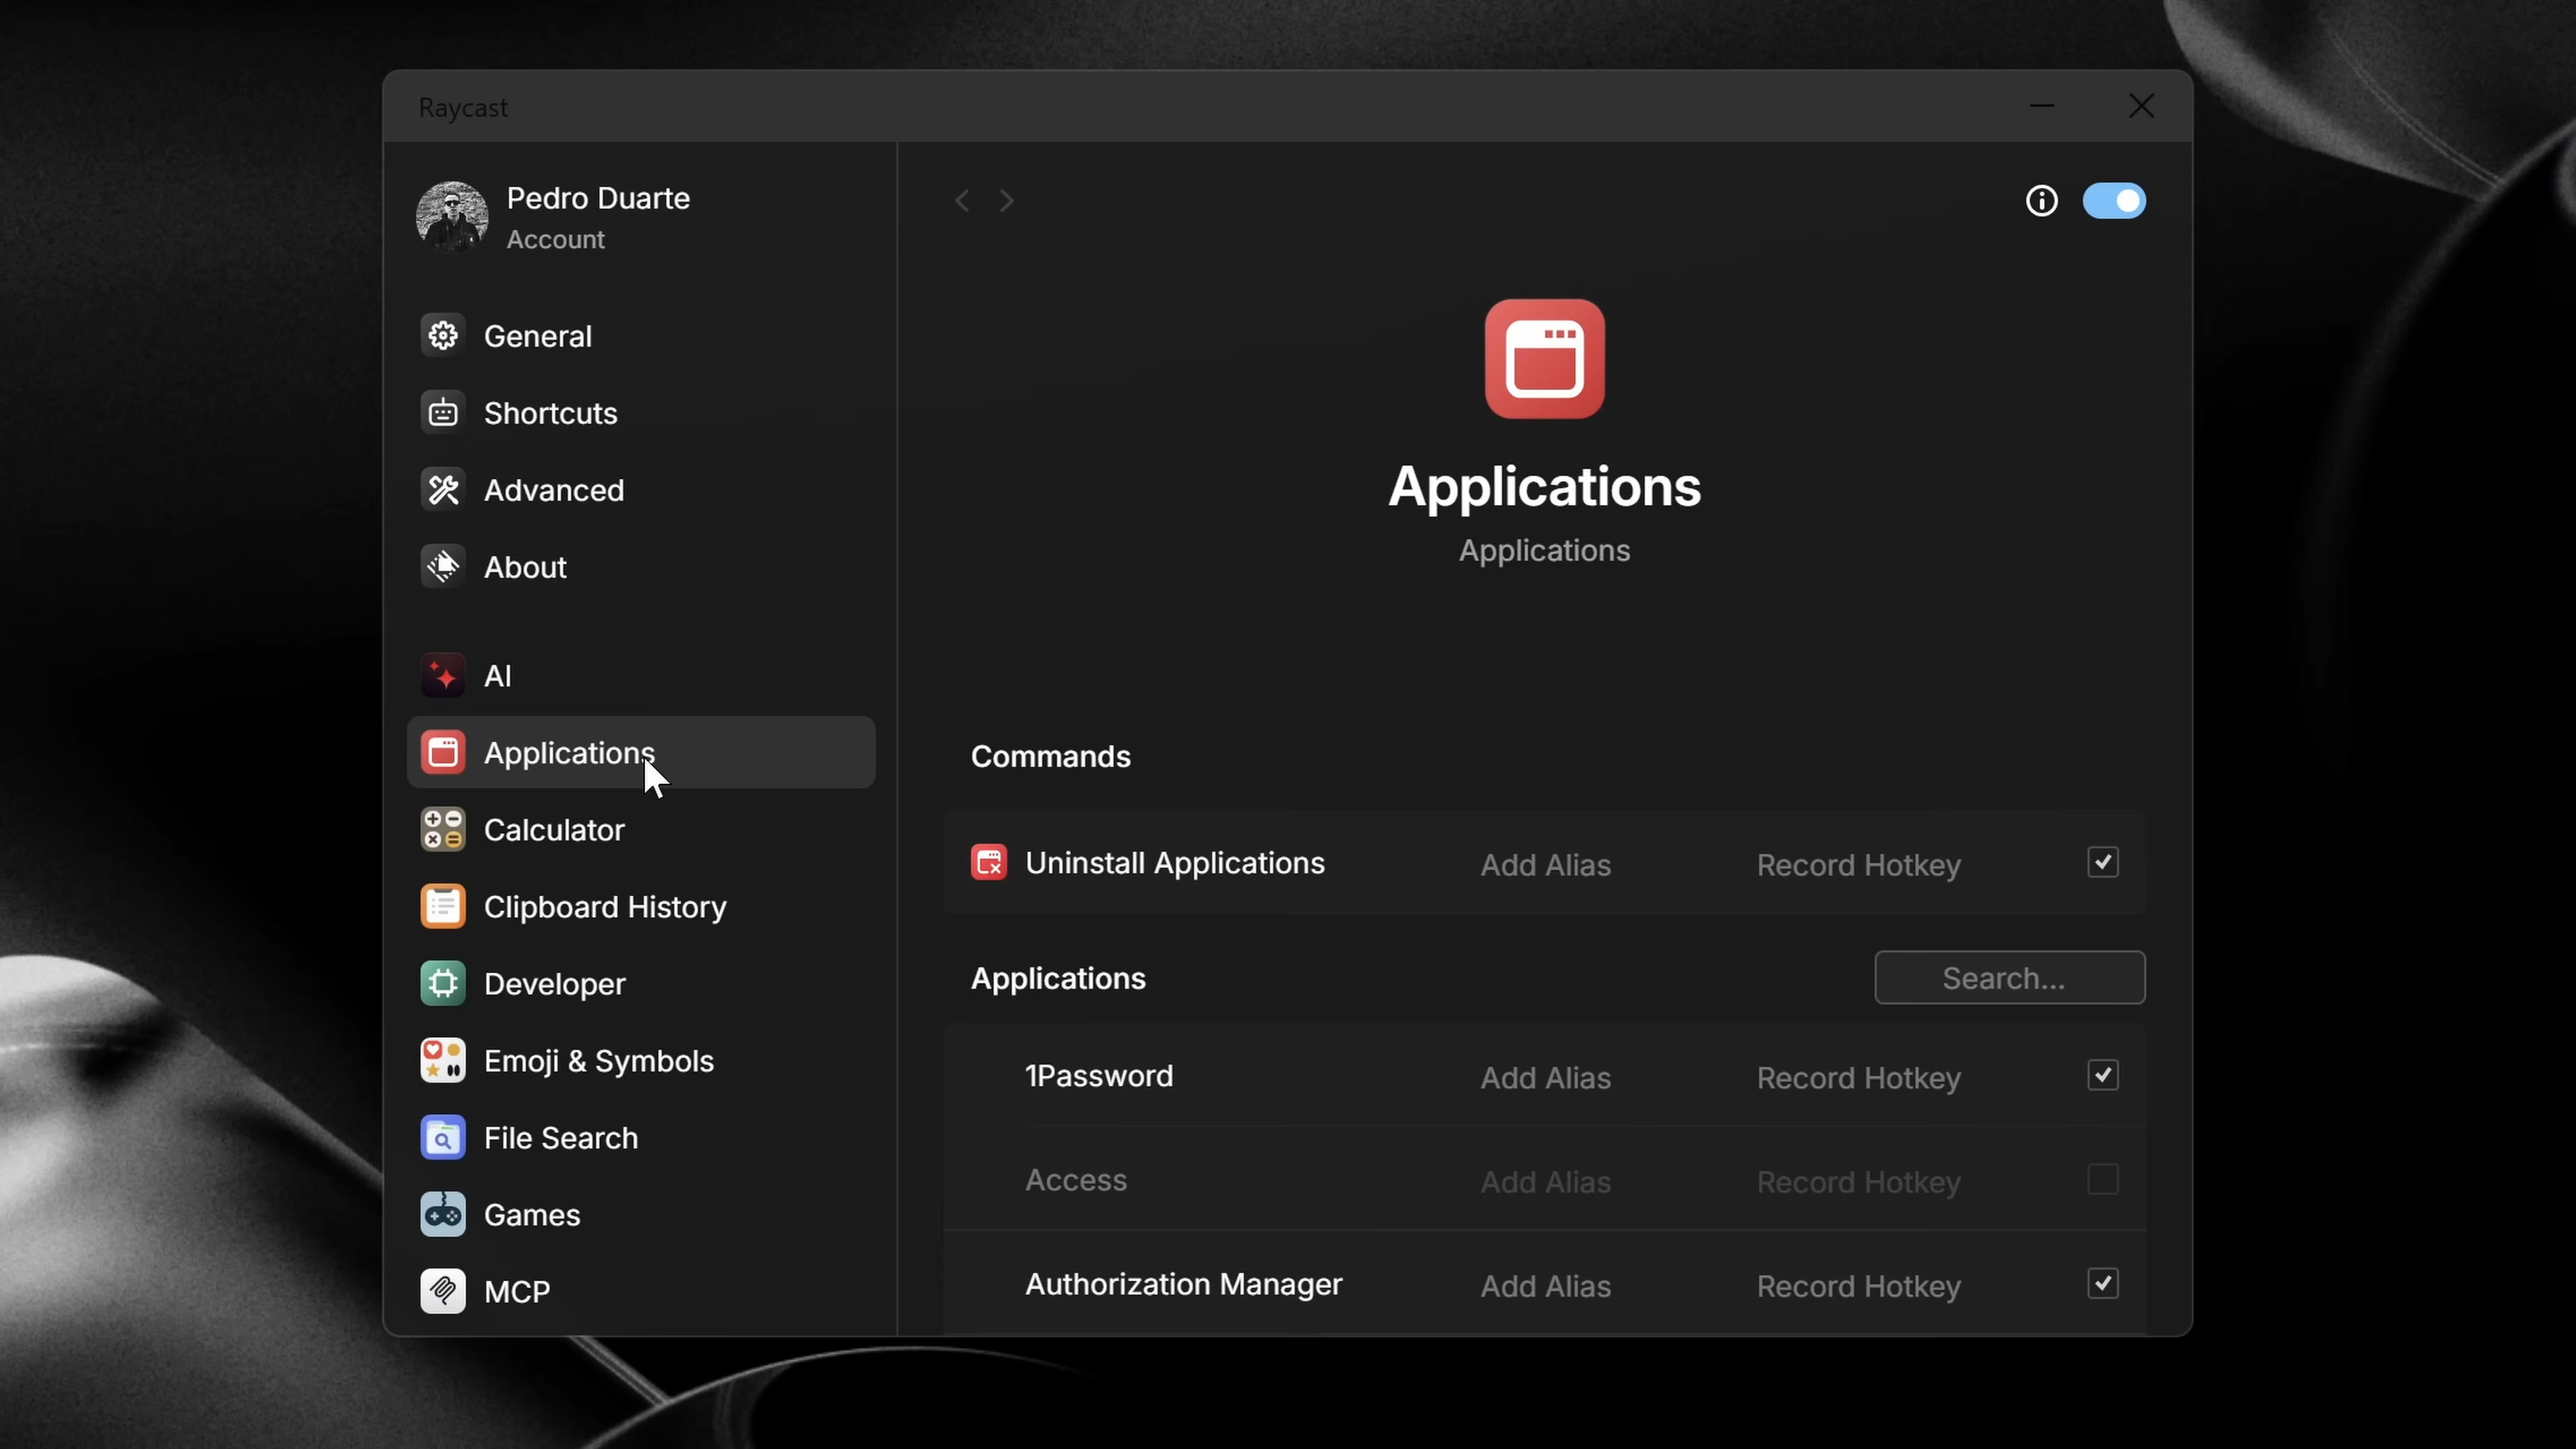 Raycast
Pedro Duarte
Account
General
Shortcuts
Advanced
About
AI
Applications
Calculator
Clipboard History
Developer
Emoji & Symbols
File Search
Games
MCP
Applications
Applications
Commands
Uninstall Applications Add Alias Record Hotkey
Applications Search...
1Password Add Alias Record Hotkey
Access Add Alias Record Hotkey
Authorization Manager Add Alias Record Hotkey